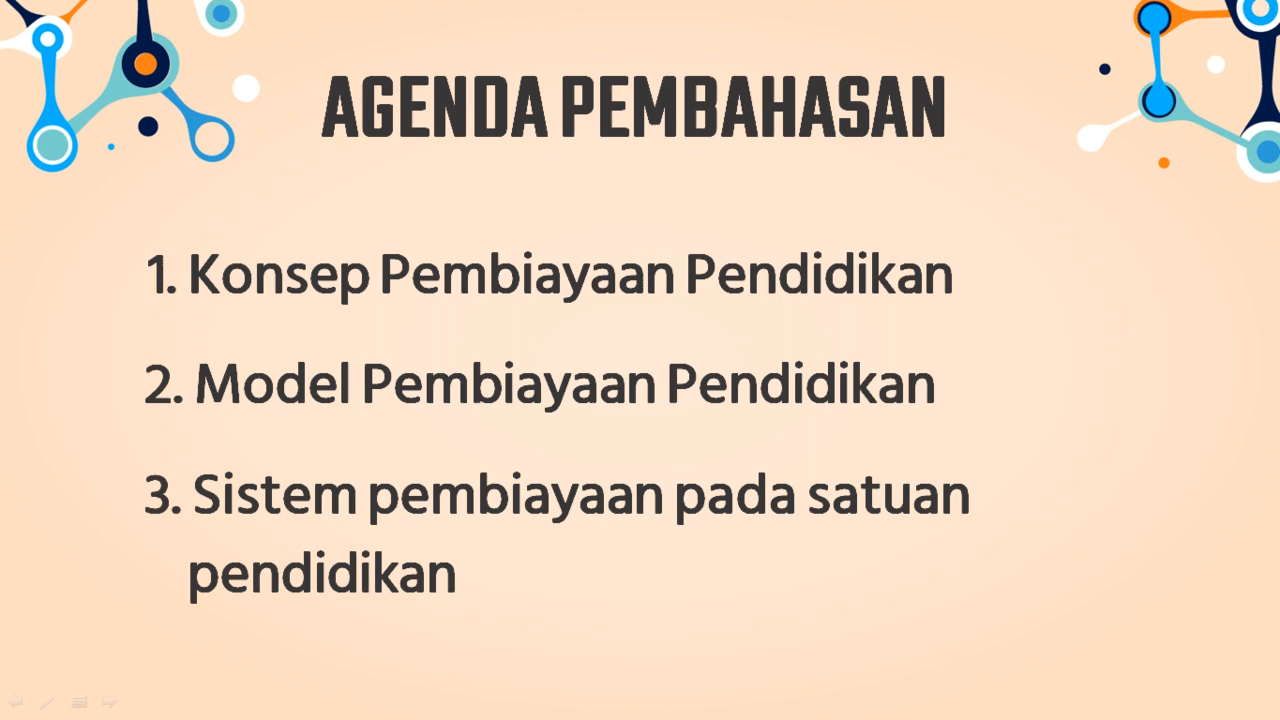 AGENDA PEMBAHASAN
1. Konsep Pembiayaan Pendidikan
2. Model Pembiayaan Pendidikan
3. Sistem pembiayaan pada satuan
pendidikan